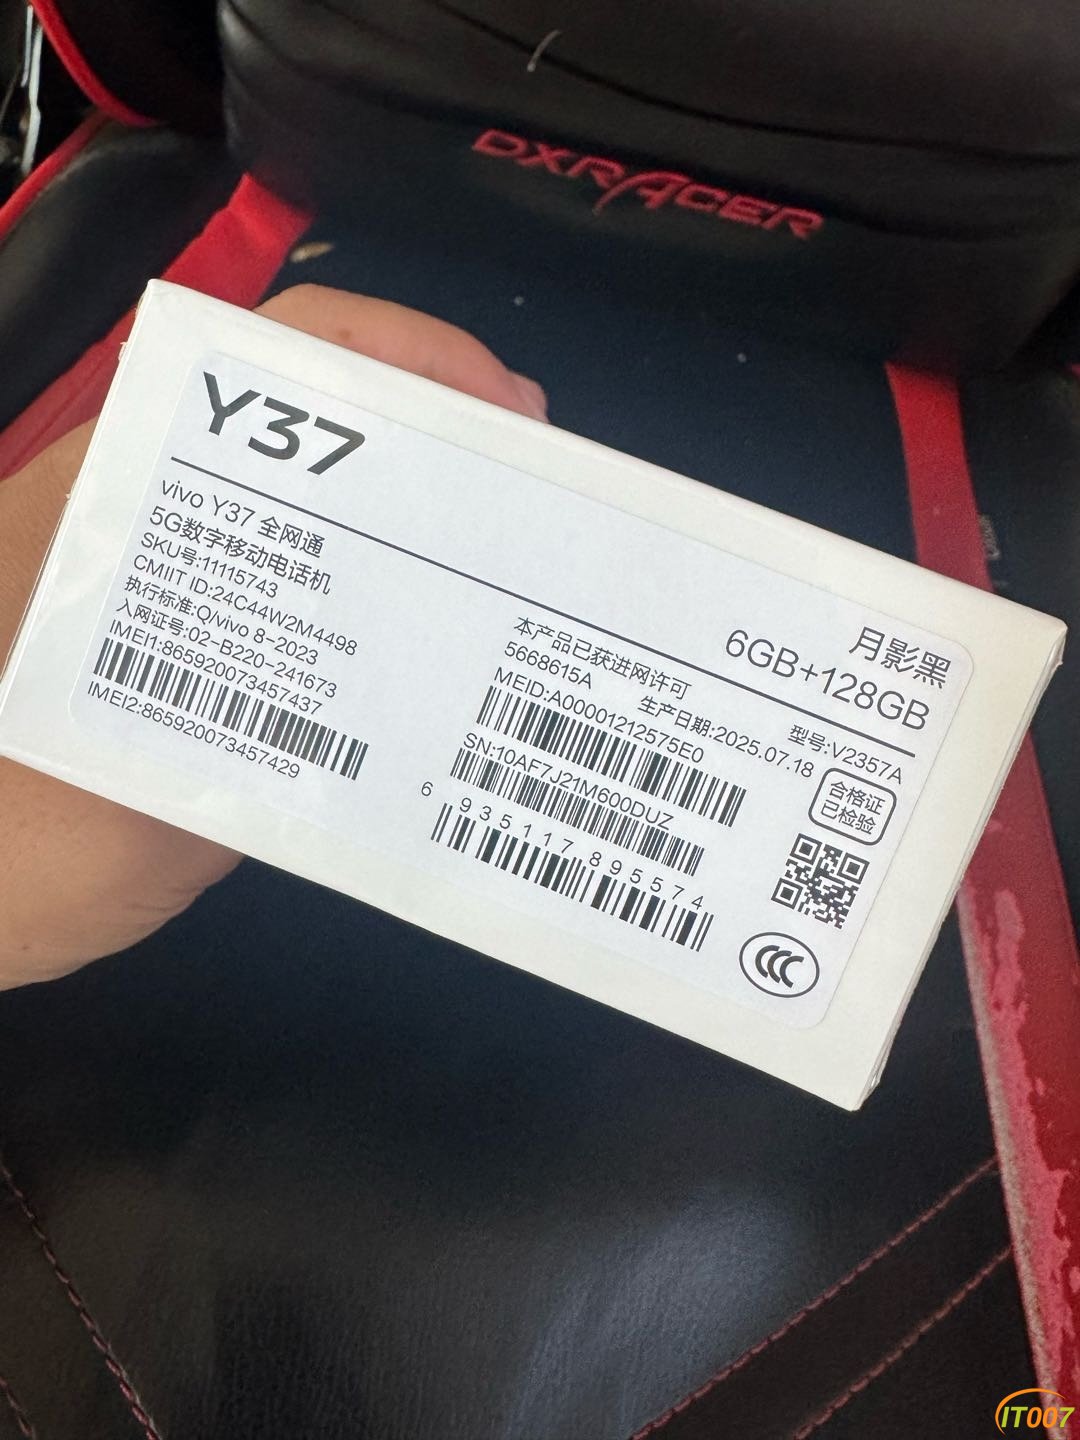 DXRACER
Y37
月影黑
6GB+128GB
vivo Y37 全网通
5G数字移动电话机
SKU号:11115743
CMIIT ID:24C44W2M4498
执行标准:Q/vivo 8-2023
入网证号:02-B220-241673
IMEI1:865920073457437
IMEI2:865920073457429
本产品已获进网许可
5668615A
生产日期:2025.07.18
型号:V2357A
MEID:A00001212575E0
SN:10AF7J21M600DUZ
6 935117 895574
合格证
已检验
CCC
IT007